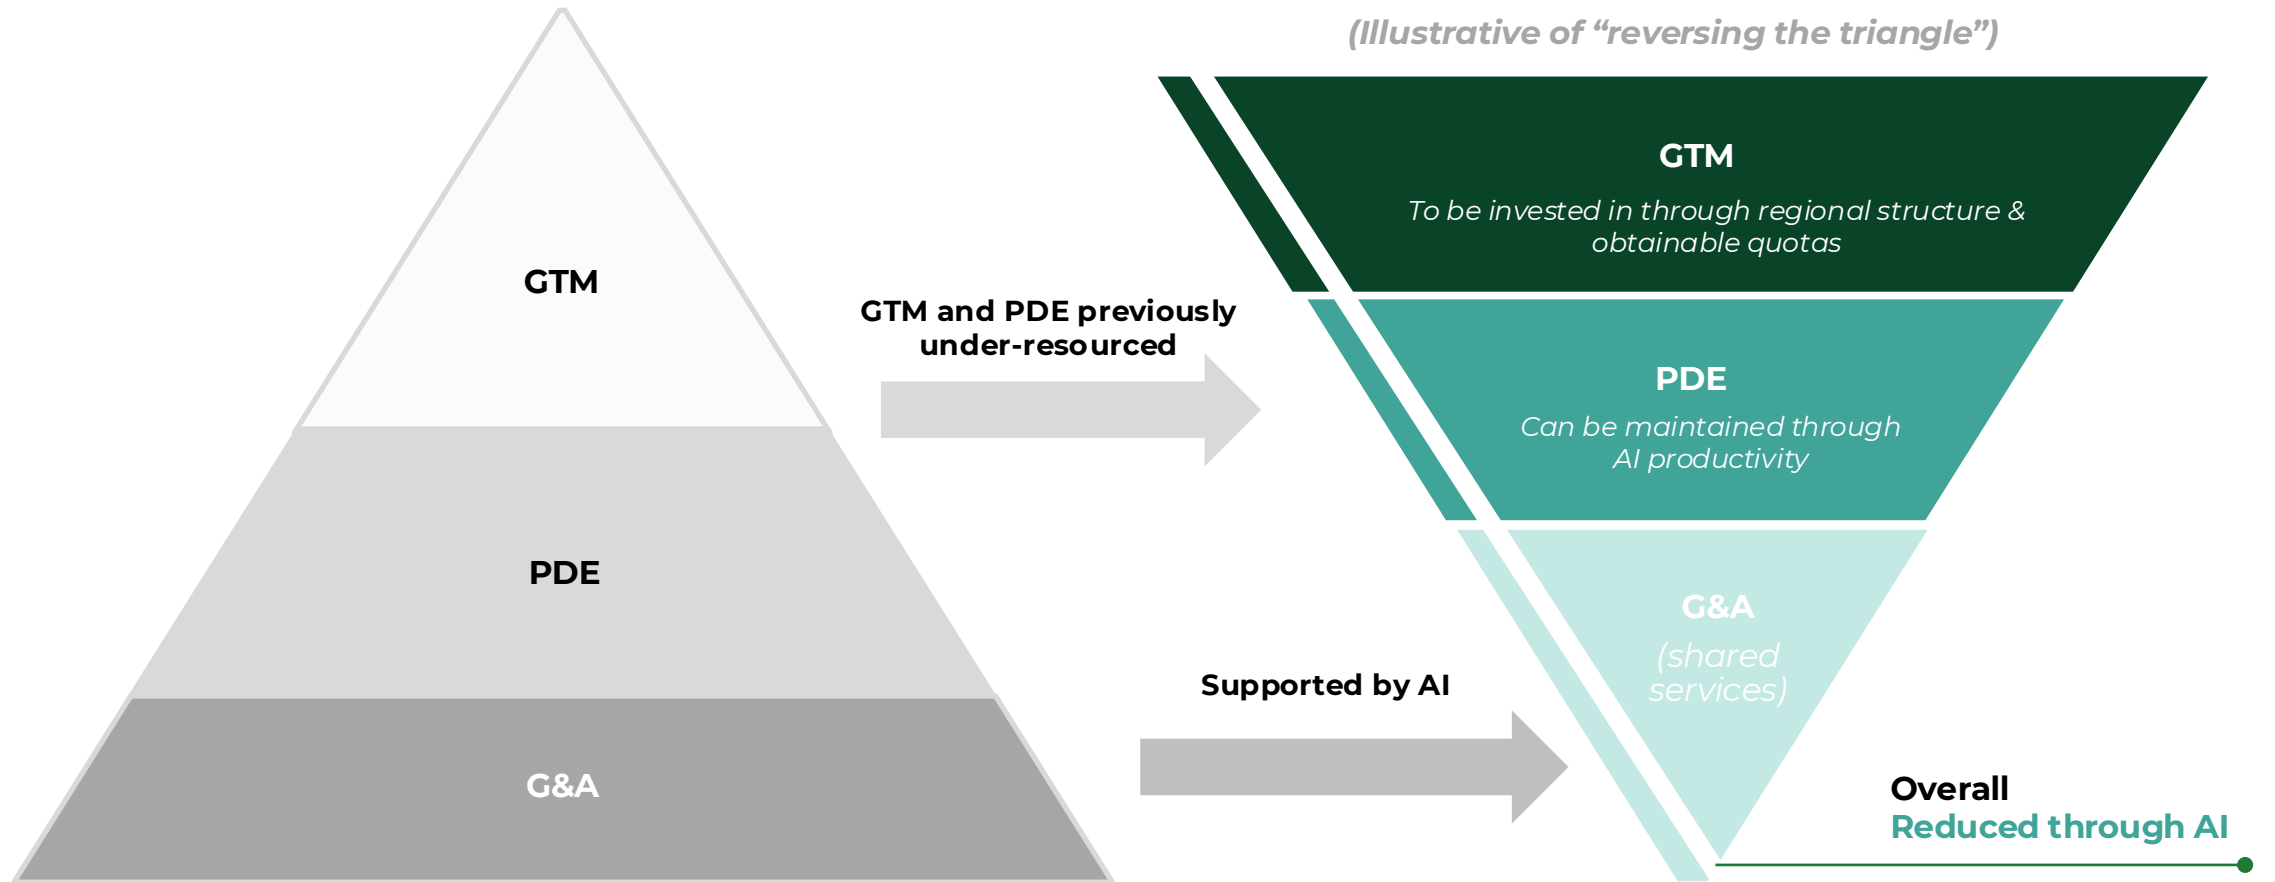 (Illustrative of “reversing the triangle”)
GTM
PDE
G&A
GTM and PDE previously
under-resourced
Supported by AI
GTM
To be invested in through regional structure &
obtainable quotas
PDE
Can be maintained through
AI productivity
G&A
(shared
services)
Overall
Reduced through AI